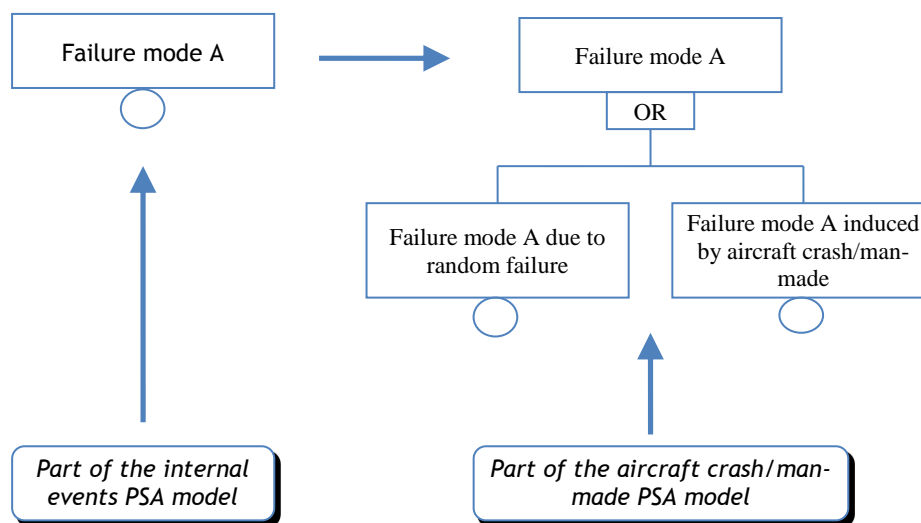 Failure mode A
Failure mode A
OR
Failure mode A due to
random failure
Failure mode A induced
by aircraft crash/man-
made
Part of the internal
events PSA model
Part of the aircraft crash/man-
made PSA model